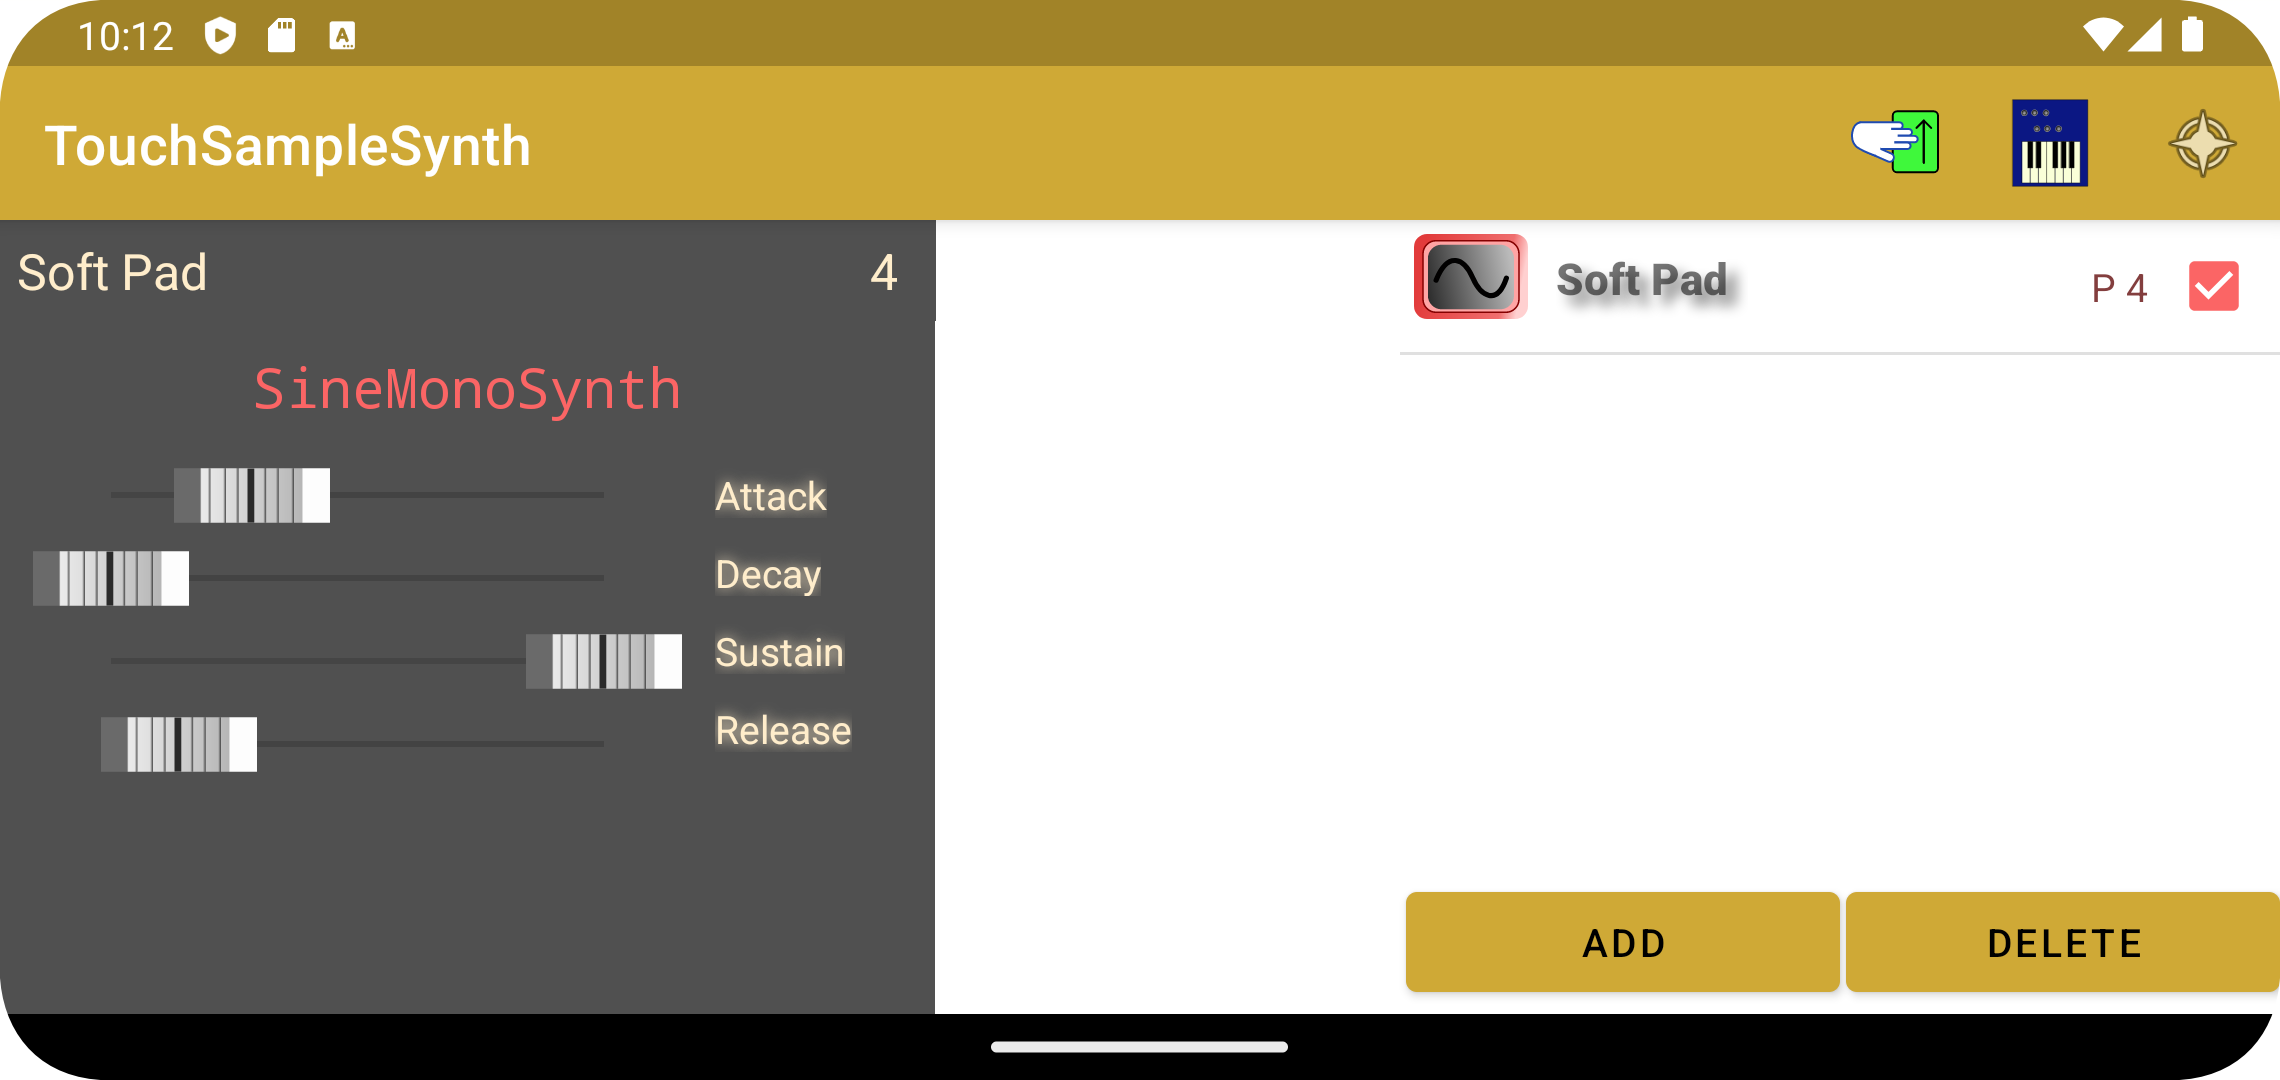 10:12
TouchSampleSynth
Soft Pad 4
SineMonoSynth
Attack
Decay
Sustain
Release
Soft Pad P 4
ADD DELETE